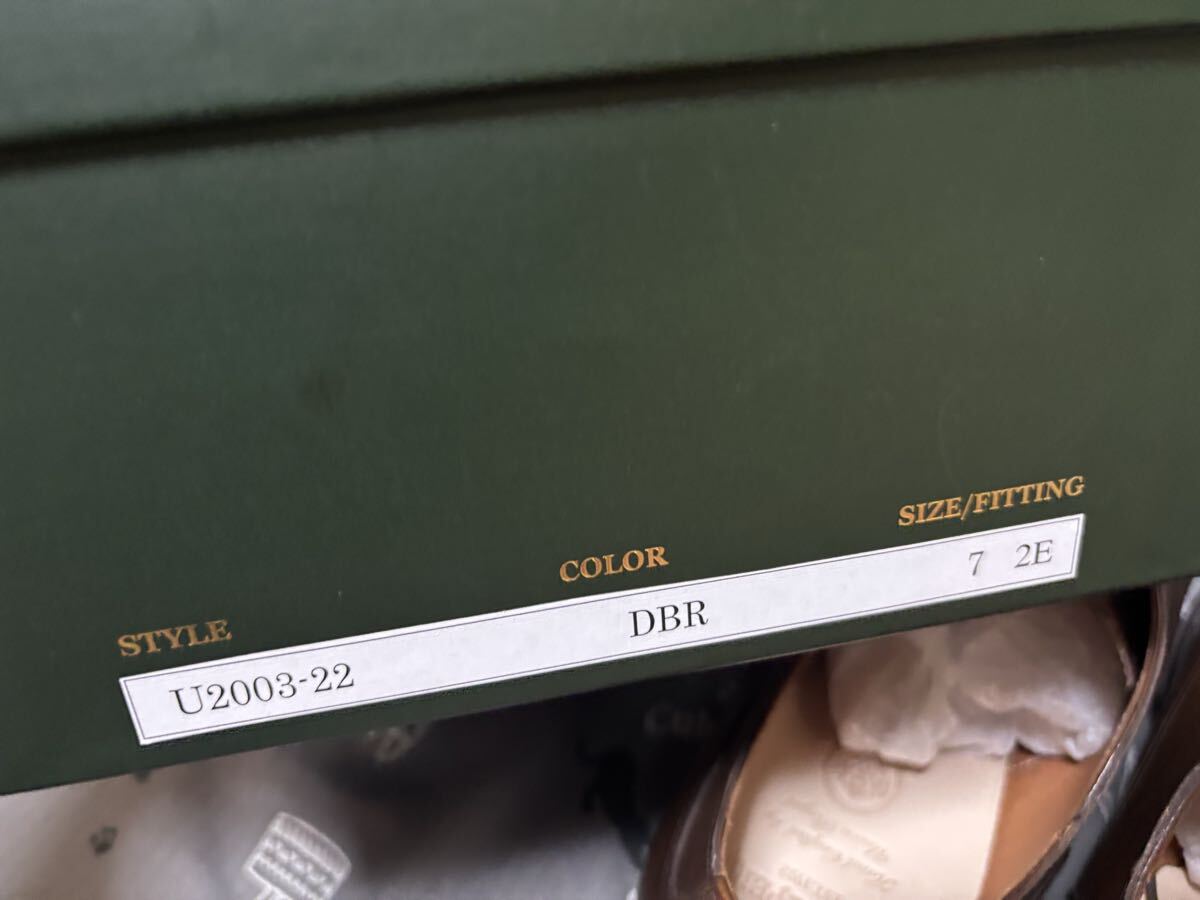 STYLE
COLOR
SIZE/FITTING
U2003-22
DBR
7 2E